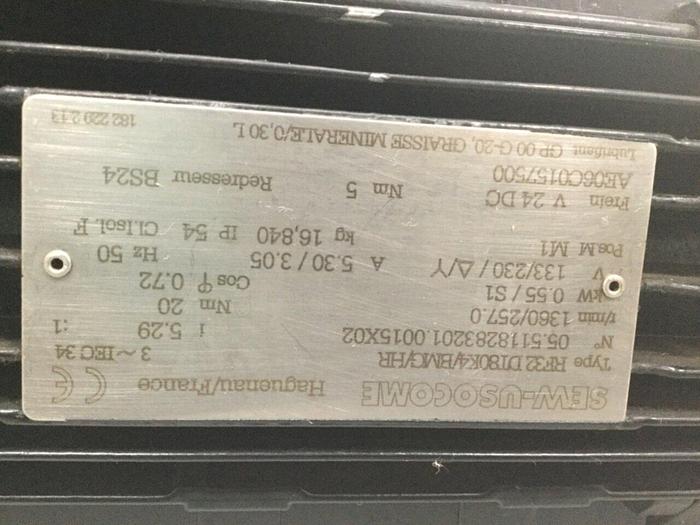 SEW-USOCOME Haguenau/France CE
Type RF32 DT80K4/BMG/HR 3~IEC 34
N° 05.5118283201.0015X02
r/min 1360/257.0 i 5.29 :1
kW 0.55 / S1 Nm 20
Cos φ 0.72
V 133/230 / Δ/Y A 5.30 / 3.05 Hz 50
Pos.M M1 kg 16,840 IP 54 Cl.Isol. F
Frein V 24 DC Nm 5 Redresseur BS24
AE06C0157500
Lubrifiant GP 00 G-20, GRAISSE MINERALE/0,30 L
182 229 2.13